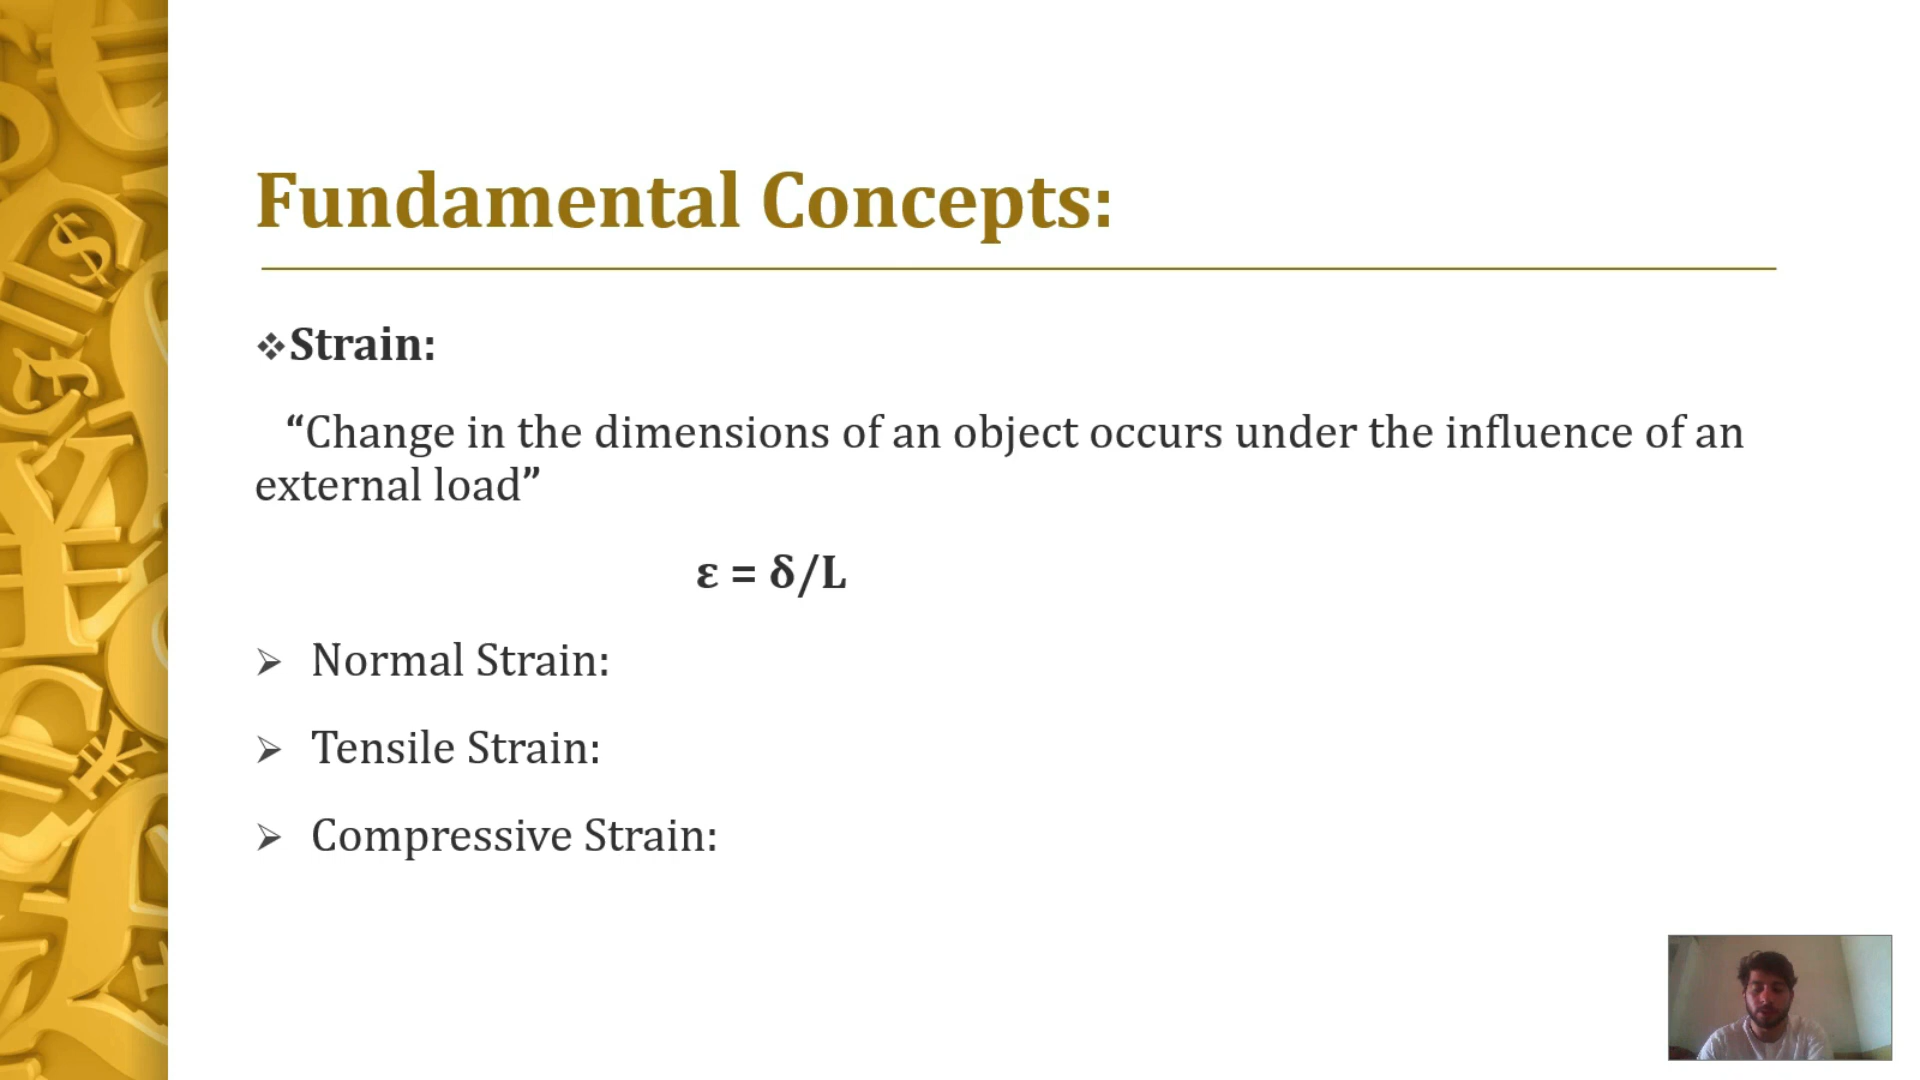 Fundamental Concepts:
❖Strain:
“Change in the dimensions of an object occurs under the influence of an
external load”
ε = δ/L
➢ Normal Strain:
➢ Tensile Strain:
➢ Compressive Strain: